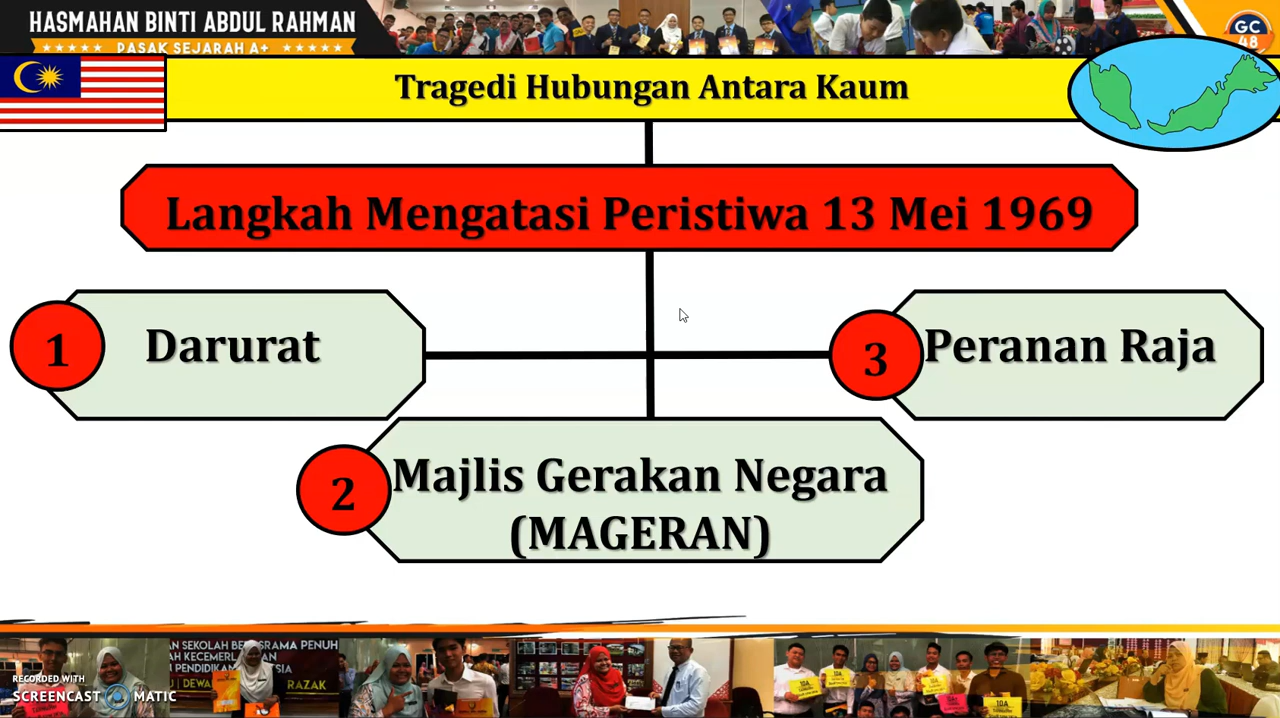 HASMAHAN BINTI ABDUL RAHMAN
PASAK SEJARAH A+
GC
48
Tragedi Hubungan Antara Kaum
Langkah Mengatasi Peristiwa 13 Mei 1969
1
Darurat
3
Peranan Raja
2
Majlis Gerakan Negara
(MAGERAN)
RAZAK
RECORDED WITH
SCREENCAST MATIC